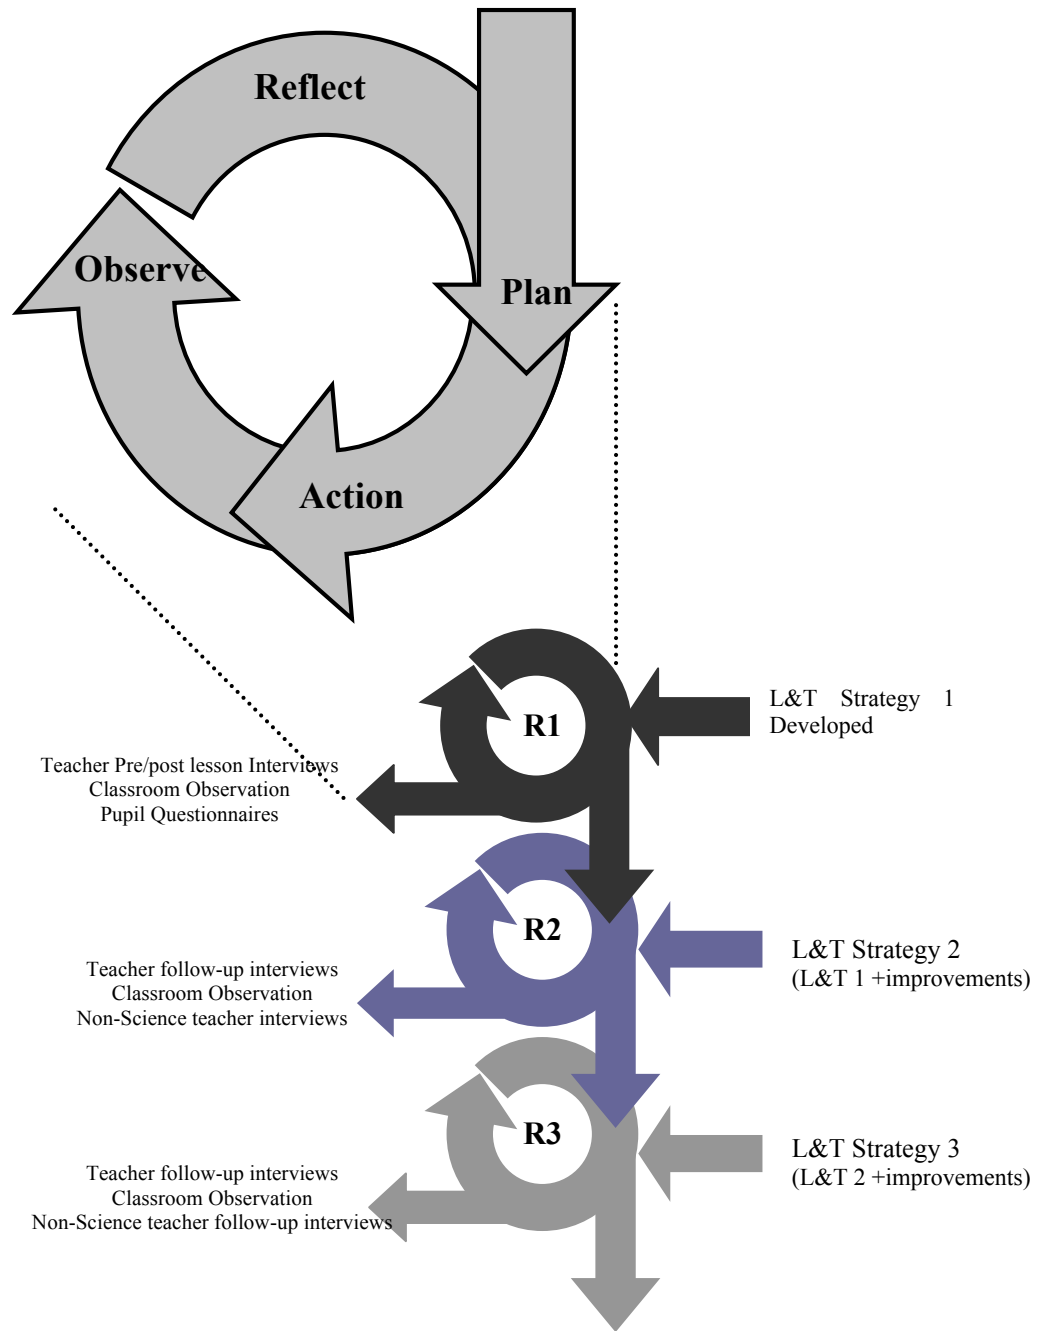 Reflect
Observe
Plan
Action
R1
L&T Strategy 1
Developed
Teacher Pre/post lesson Interviews
Classroom Observation
Pupil Questionnaires
R2
L&T Strategy 2
(L&T 1 +improvements)
Teacher follow-up interviews
Classroom Observation
Non-Science teacher interviews
R3
L&T Strategy 3
(L&T 2 +improvements)
Teacher follow-up interviews
Classroom Observation
Non-Science teacher follow-up interviews